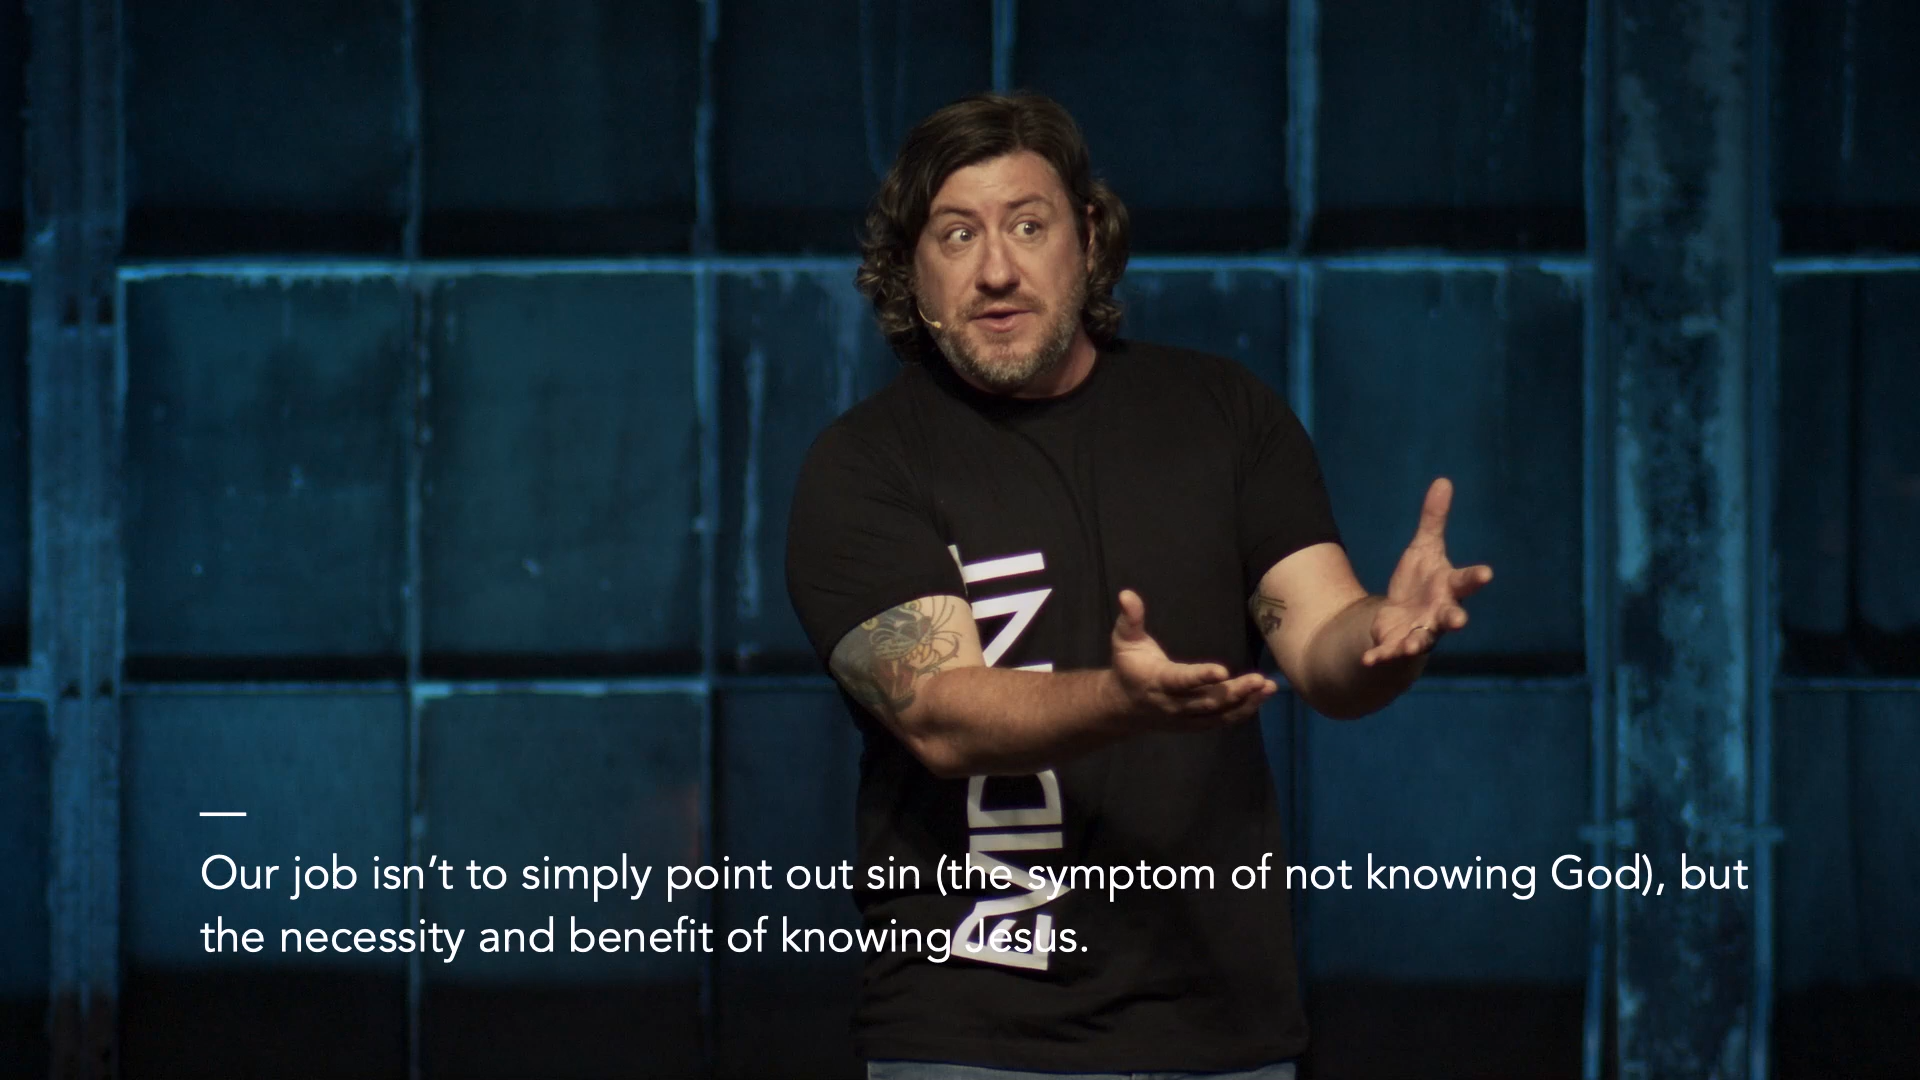 Our job isn’t to simply point out sin (the symptom of not knowing God), but
the necessity and benefit of knowing Jesus.